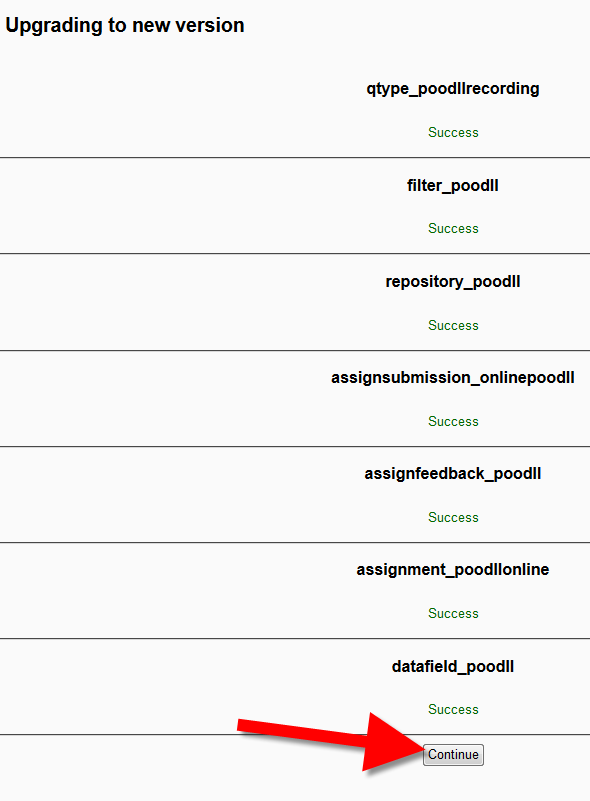 Upgrading to new version
qtype_poodllrecording
Success
filter_poodll
Success
repository_poodll
Success
assignsubmission_onlinepoodll
Success
assignfeedback_poodll
Success
assignment_poodllonline
Success
datafield_poodll
Success
Continue